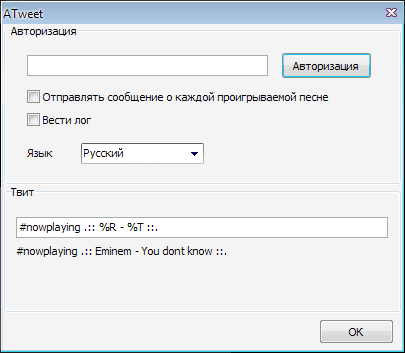 ATweet
Авторизация
Авторизация
Отправлять сообщение о каждой проигрываемой песне
Вести лог
Язык Русский
Твит
#nowplaying .:: %R - %T ::.
#nowplaying .:: Eminem - You dont know ::.
OK